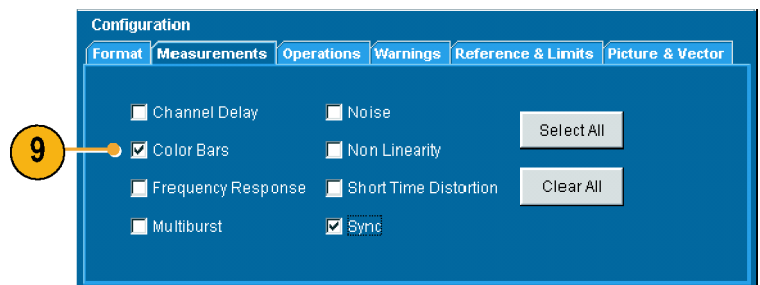 Configuration
Format Measurements Operations Warnings Reference & Limits Picture & Vector
Channel Delay Noise
Select All
9 Color Bars Non Linearity
Frequency Response Short Time Distortion Clear All
Multiburst Sync